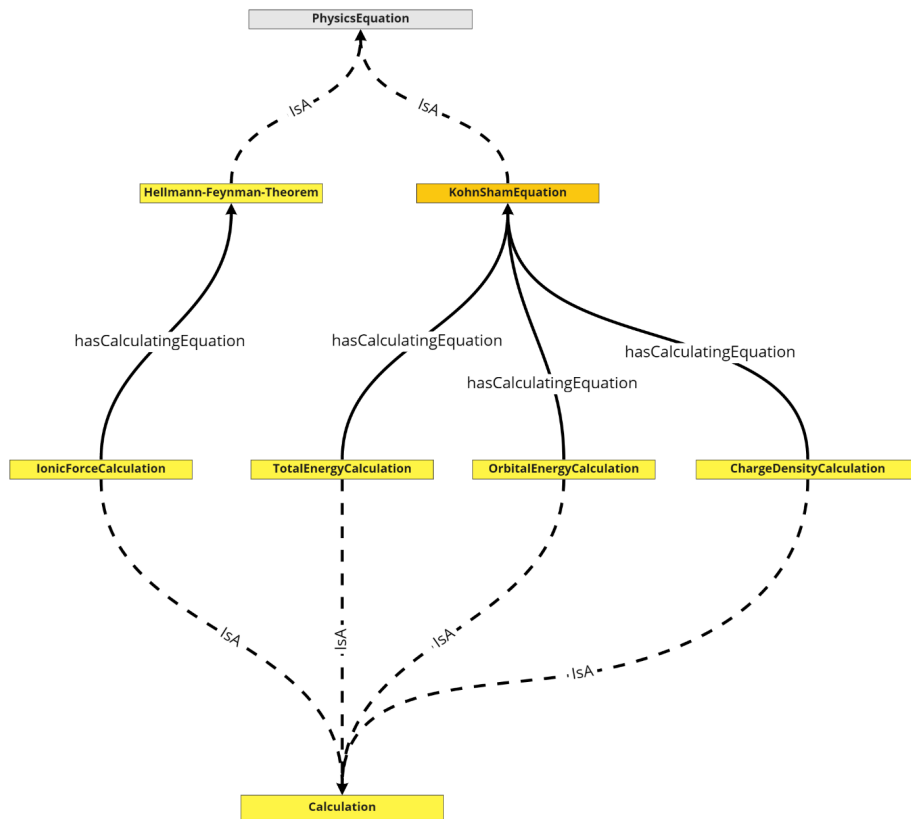 PhysicsEquation
IsA
IsA
Hellmann-Feynman-Theorem
KohnShamEquation
hasCalculatingEquation
hasCalculatingEquation
hasCalculatingEquation
hasCalculatingEquation
IonicForceCalculation
TotalEnergyCalculation
OrbitalEnergyCalculation
ChargeDensityCalculation
IsA
IsA
IsA
IsA
Calculation